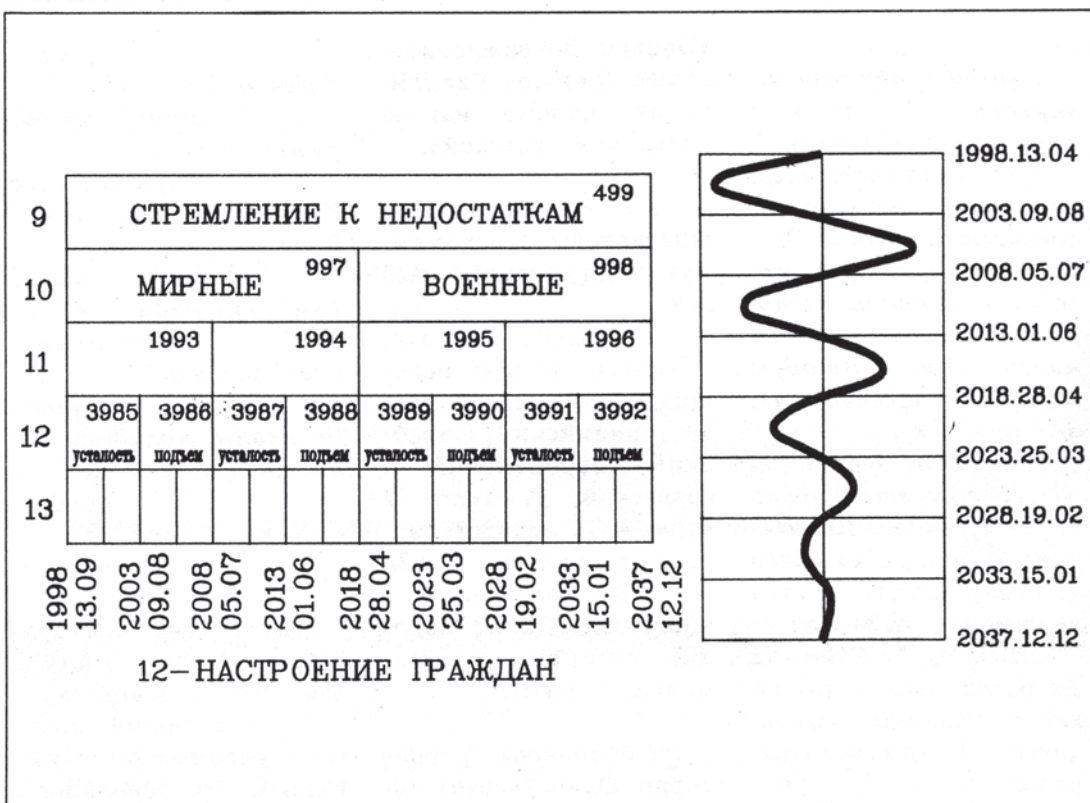 499
9 СТРЕМЛЕНИЕ К НЕДОСТАТКАМ
997 998
10 МИРНЫЕ ВОЕННЫЕ
1993 1994 1995 1996
11
3985 3986 3987 3988 3989 3990 3991 3992
12 усталость подъем усталость подъем усталость подъем усталость подъем
13
1998 13.09 2003 09.08 2008 05.07 2013 01.06 2018 28.04 2023 25.03 2028 19.02 2033 15.01 2037 12.12
12-НАСТРОЕНИЕ ГРАЖДАН
1998.13.04
2003.09.08
2008.05.07
2013.01.06
2018.28.04
2023.25.03
2028.19.02
2033.15.01
2037.12.12